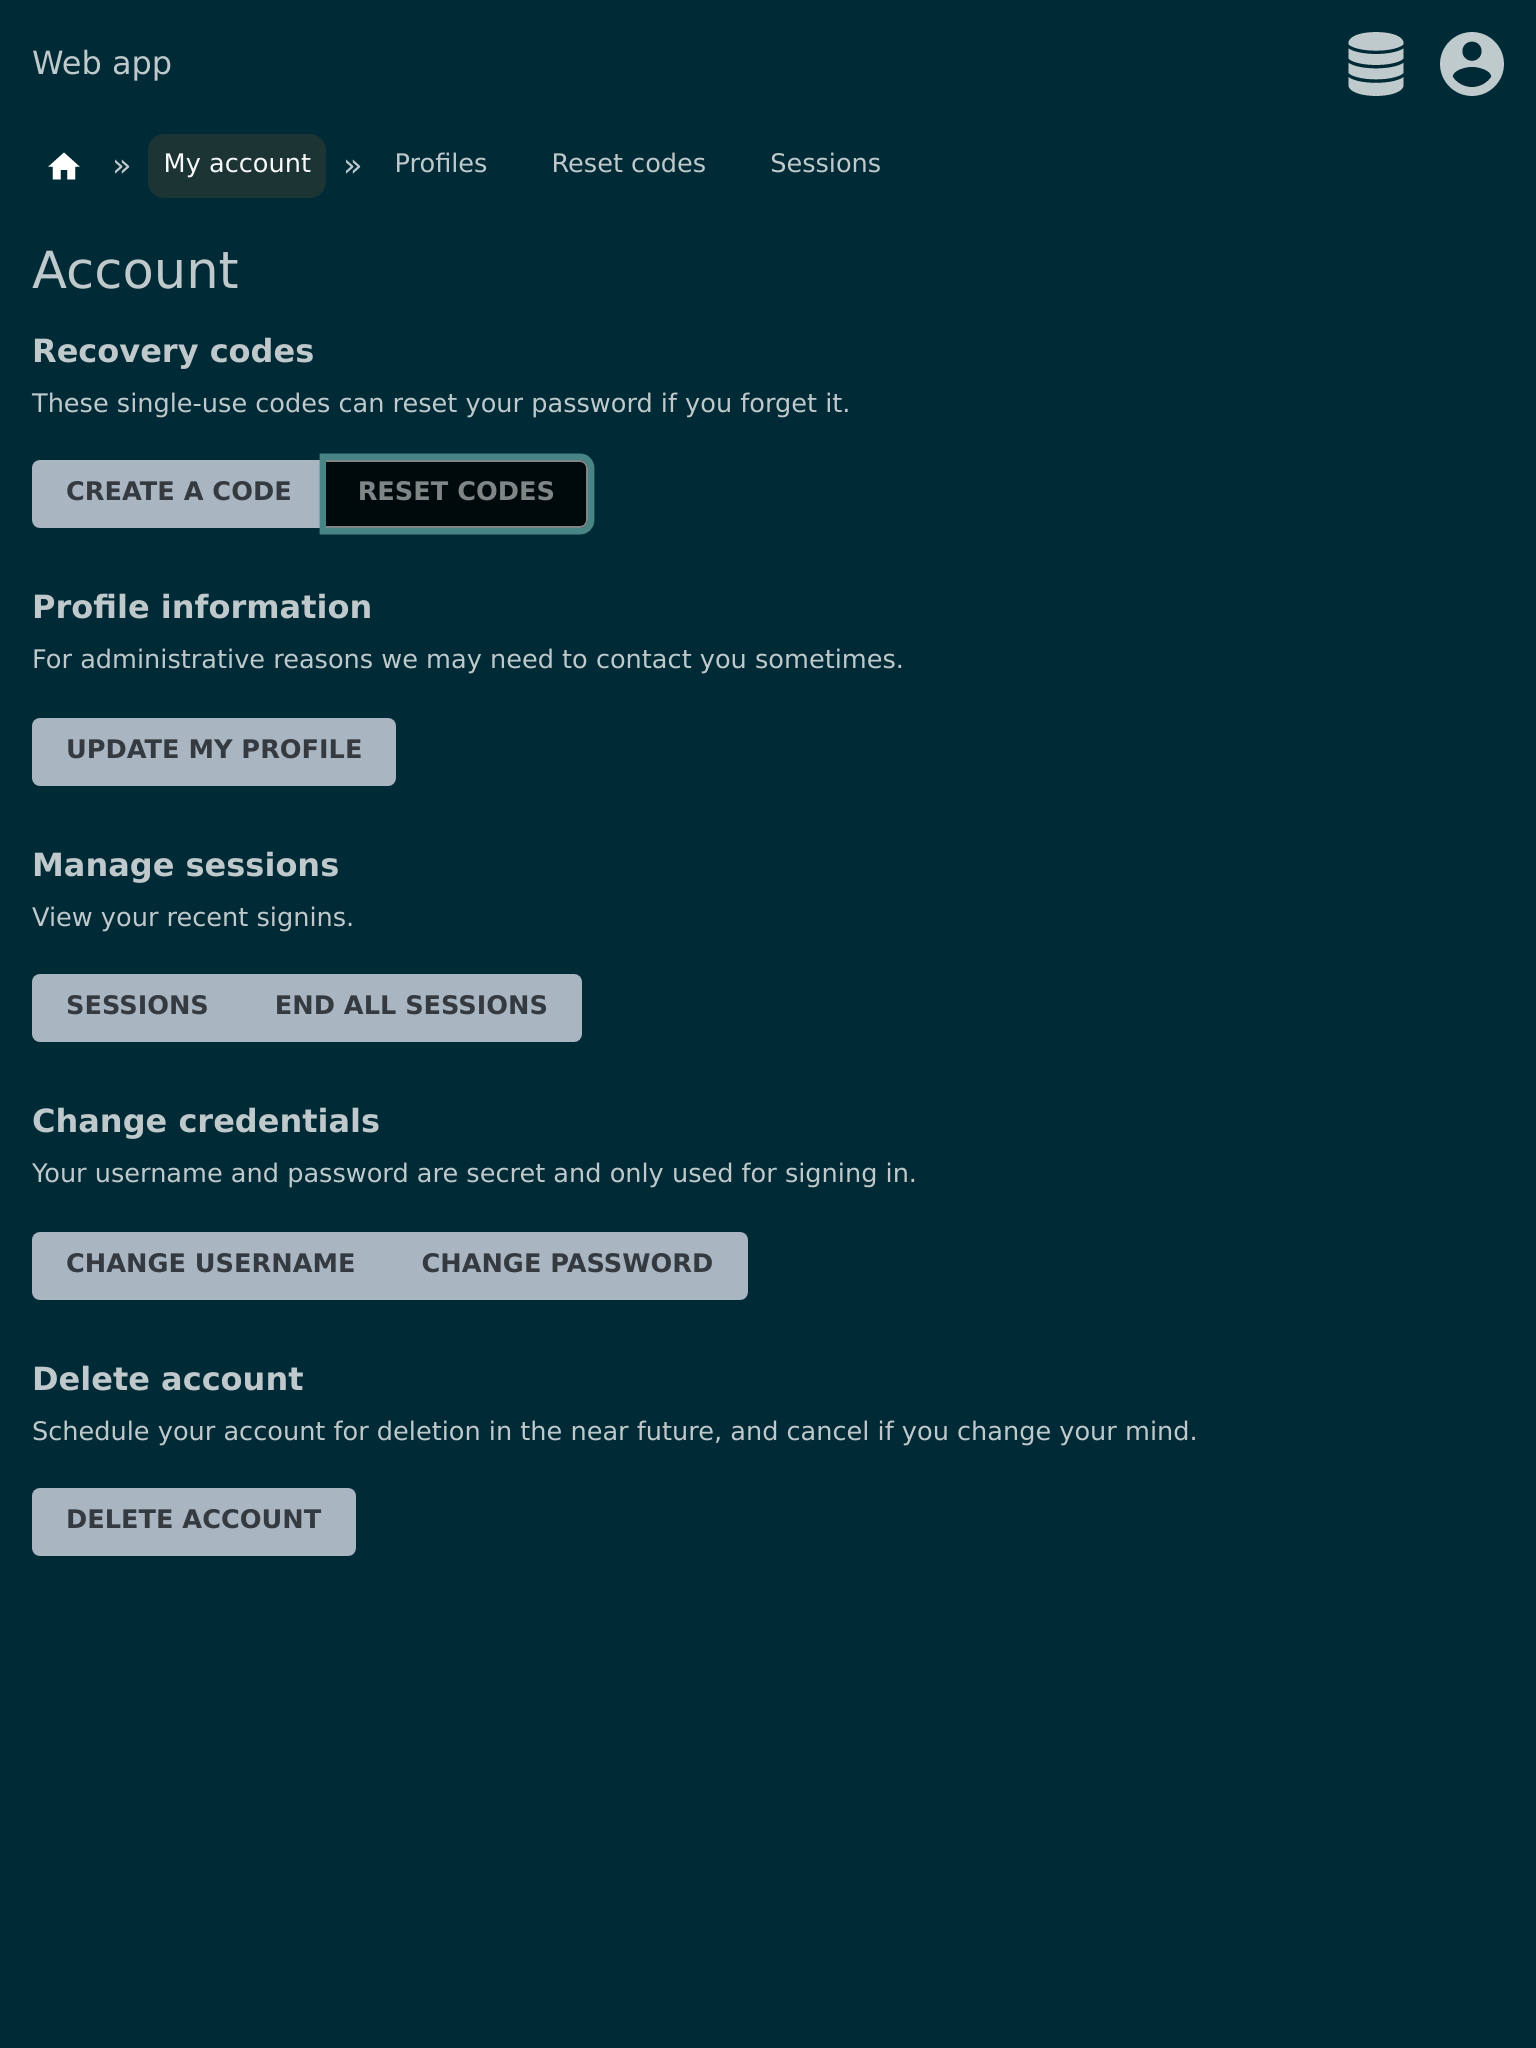 Web app
» My account » Profiles Reset codes Sessions
Account
Recovery codes
These single-use codes can reset your password if you forget it.
CREATE A CODE RESET CODES
Profile information
For administrative reasons we may need to contact you sometimes.
UPDATE MY PROFILE
Manage sessions
View your recent signins.
SESSIONS END ALL SESSIONS
Change credentials
Your username and password are secret and only used for signing in.
CHANGE USERNAME CHANGE PASSWORD
Delete account
Schedule your account for deletion in the near future, and cancel if you change your mind.
DELETE ACCOUNT